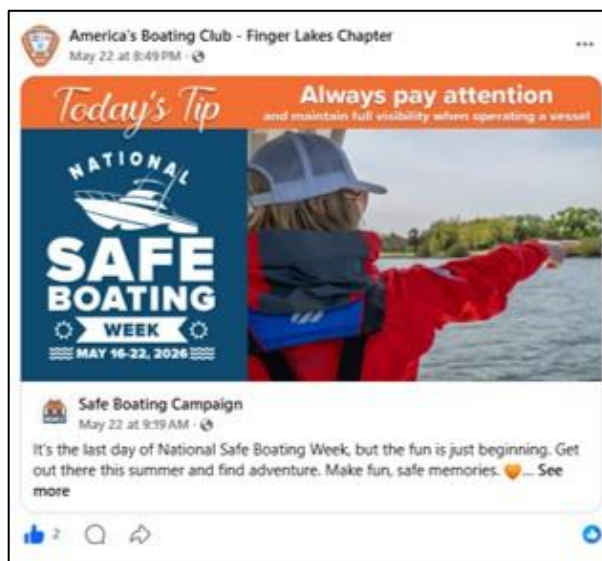 America's Boating Club - Finger Lakes Chapter
May 22 at 8:49 PM ·
Today's Tip
Always pay attention
and maintain full visibility when operating a vessel
NATIONAL
SAFE
BOATING
WEEK
MAY 16-22, 2026
Safe Boating Campaign
May 22 at 9:19 AM ·
It's the last day of National Safe Boating Week, but the fun is just beginning. Get
out there this summer and find adventure. Make fun, safe memories. 🧡... See
more
2